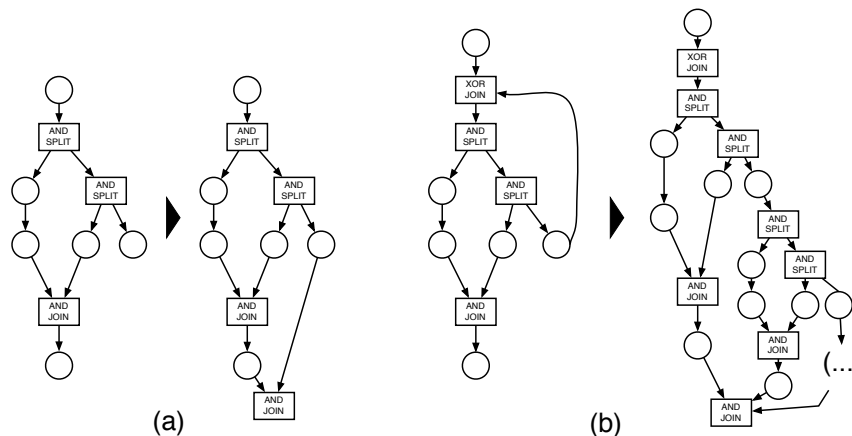 AND
SPLIT
AND
SPLIT
AND
JOIN
AND
SPLIT
AND
SPLIT
AND
JOIN
AND
JOIN
(a)
XOR
JOIN
AND
SPLIT
AND
SPLIT
AND
JOIN
XOR
JOIN
AND
SPLIT
AND
SPLIT
AND
SPLIT
AND
SPLIT
AND
JOIN
AND
JOIN
(...
AND
JOIN
(b)